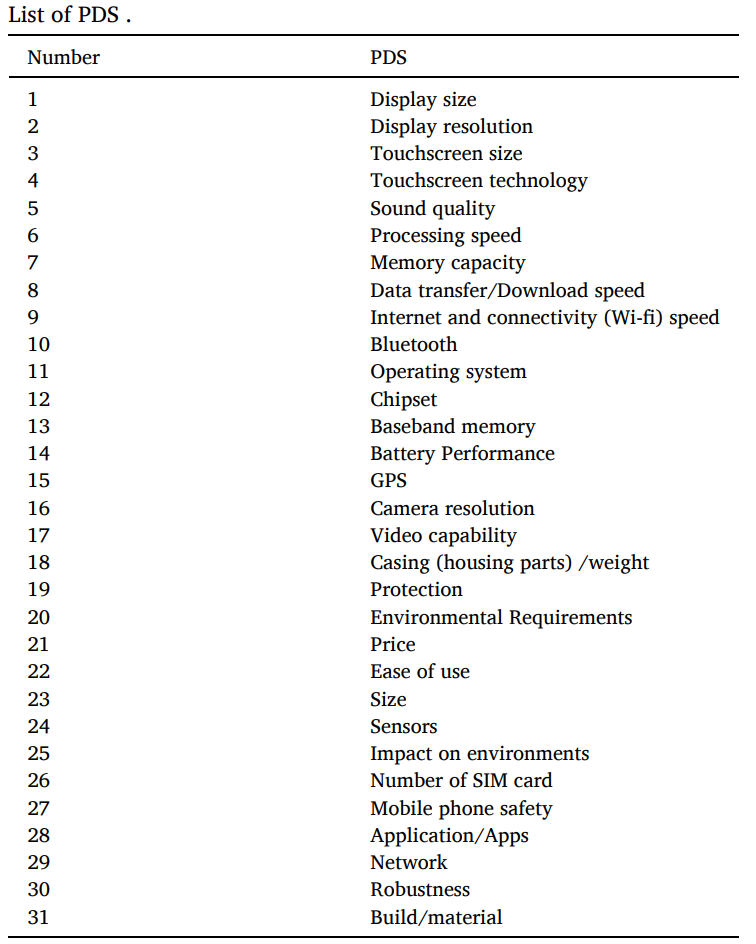 List of PDS .
Number PDS
1 Display size
2 Display resolution
3 Touchscreen size
4 Touchscreen technology
5 Sound quality
6 Processing speed
7 Memory capacity
8 Data transfer/Download speed
9 Internet and connectivity (Wi-fi) speed
10 Bluetooth
11 Operating system
12 Chipset
13 Baseband memory
14 Battery Performance
15 GPS
16 Camera resolution
17 Video capability
18 Casing (housing parts) /weight
19 Protection
20 Environmental Requirements
21 Price
22 Ease of use
23 Size
24 Sensors
25 Impact on environments
26 Number of SIM card
27 Mobile phone safety
28 Application/Apps
29 Network
30 Robustness
31 Build/material